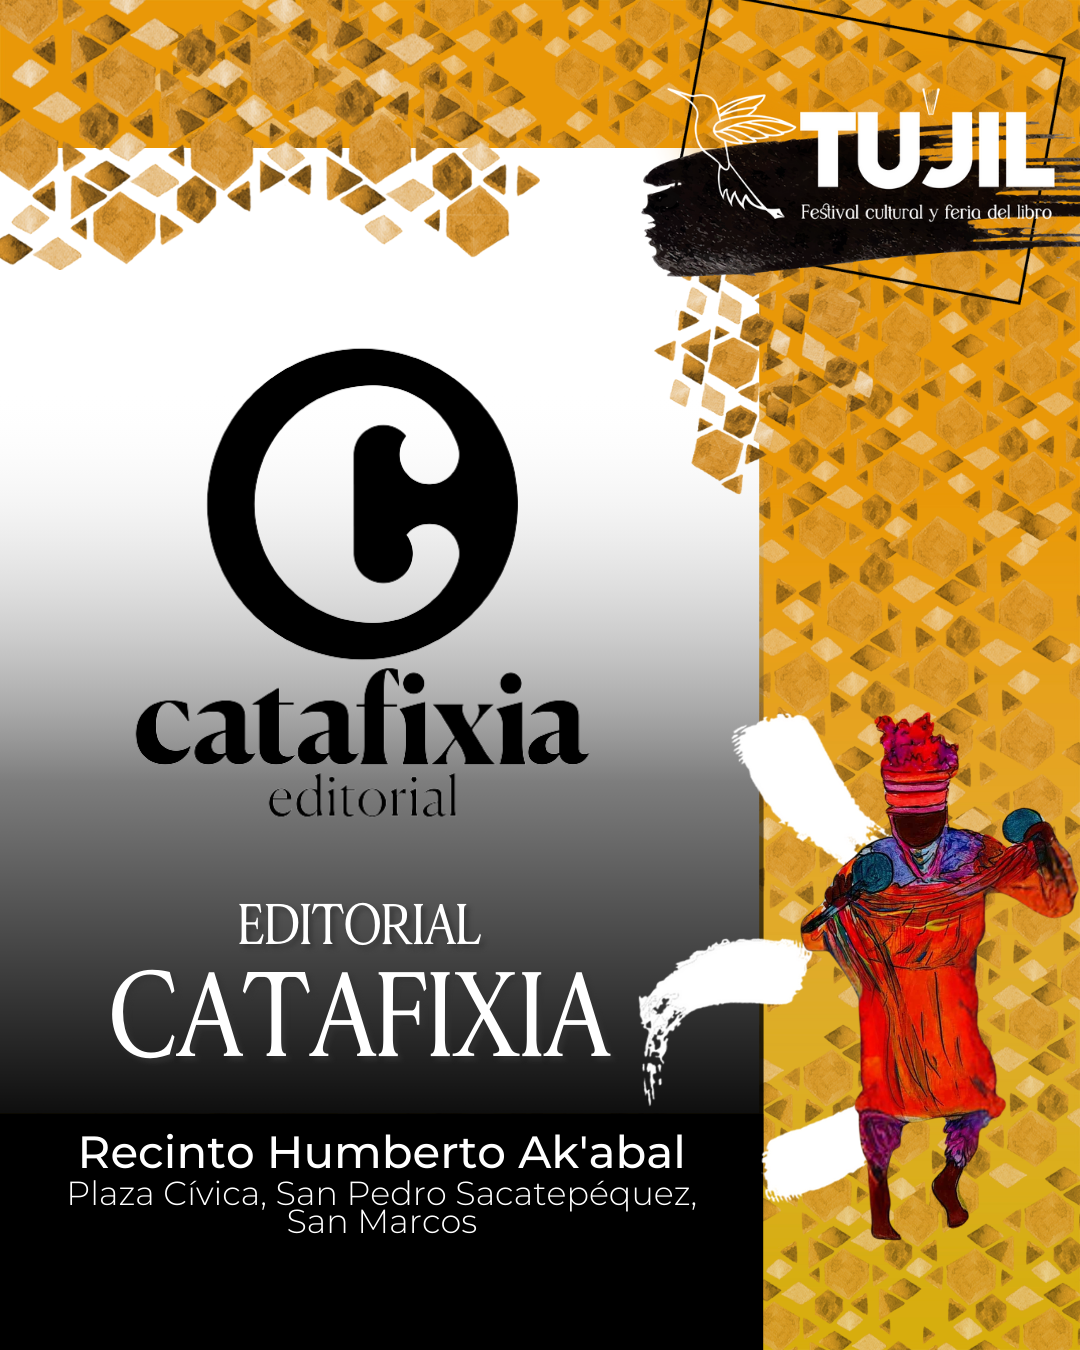 TUJIL
Festival cultural y feria del libro
catafixia
editorial
EDITORIAL
CATAFIXIA
Recinto Humberto Ak'abal
Plaza Cívica, San Pedro Sacatepéquez,
San Marcos